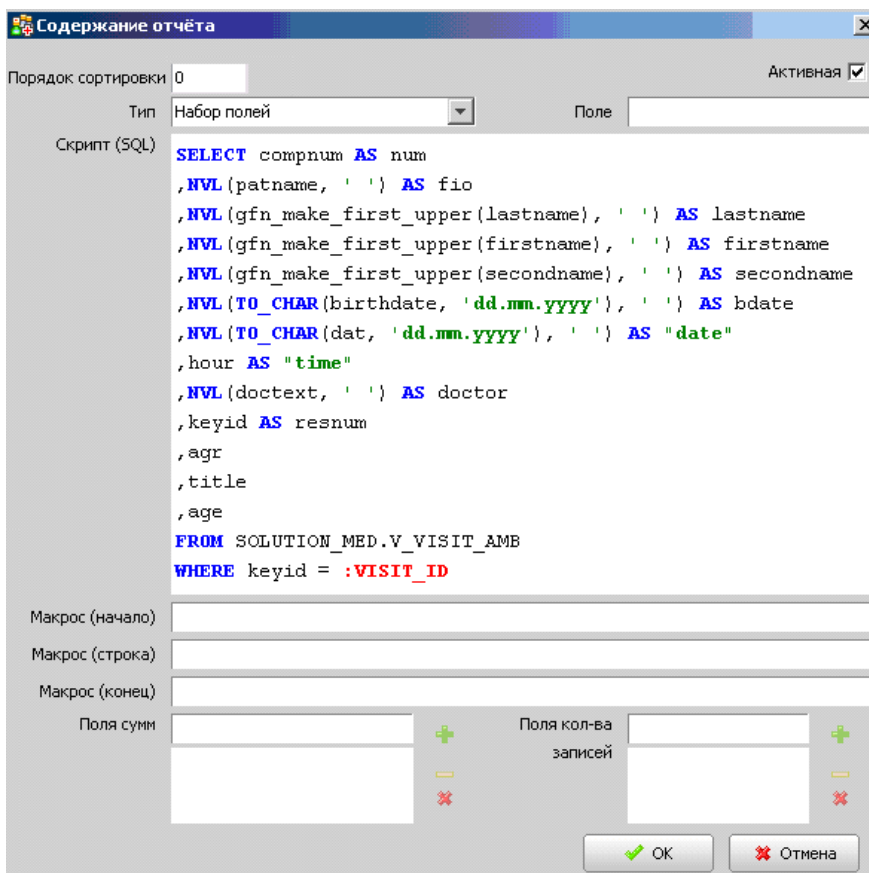 Содержание отчёта
Порядок сортировки 0 Активная
Тип Набор полей Поле
Скрипт (SQL)
SELECT compnum AS num
,NVL(patname, ' ') AS fio
,NVL(gfn_make_first_upper(lastname), ' ') AS lastname
,NVL(gfn_make_first_upper(firstname), ' ') AS firstname
,NVL(gfn_make_first_upper(secondname), ' ') AS secondname
,NVL(TO_CHAR(birthdate, 'dd.mm.yyyy'), ' ') AS bdate
,NVL(TO_CHAR(dat, 'dd.mm.yyyy'), ' ') AS "date"
,hour AS "time"
,NVL(doctext, ' ') AS doctor
,keyid AS resnum
,agr
,title
,age
FROM SOLUTION_MED.V_VISIT_AMB
WHERE keyid = :VISIT_ID
Макрос (начало)
Макрос (строка)
Макрос (конец)
Поля сумм Поля кол-ва
записей
OK Отмена